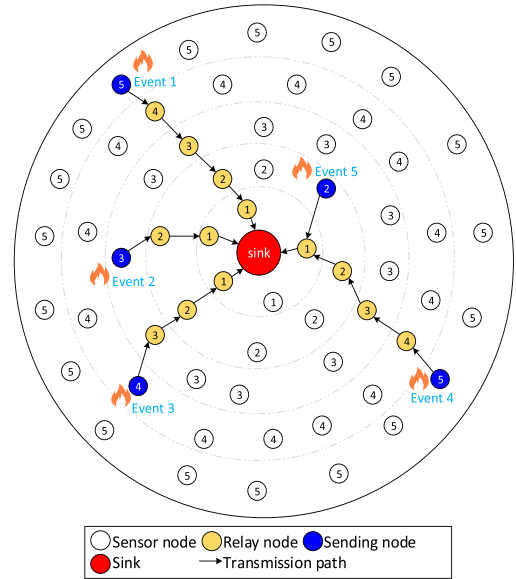 5
5
5
5
5 Event 1 4 4
4 4
5 3
4 3 3 5
4
2 Event 5
5 3 2 2
1 3
5 4 2 1 4 5
3 sink 1
2 3
Event 2 1
1 4
5 4 2 2 3 5
3 4
2 3
5 3 5
4 3 4
Event 4
Event 3
5 4 5
4 4
5 5
5
Sensor node Relay node Sending node
Sink Transmission path